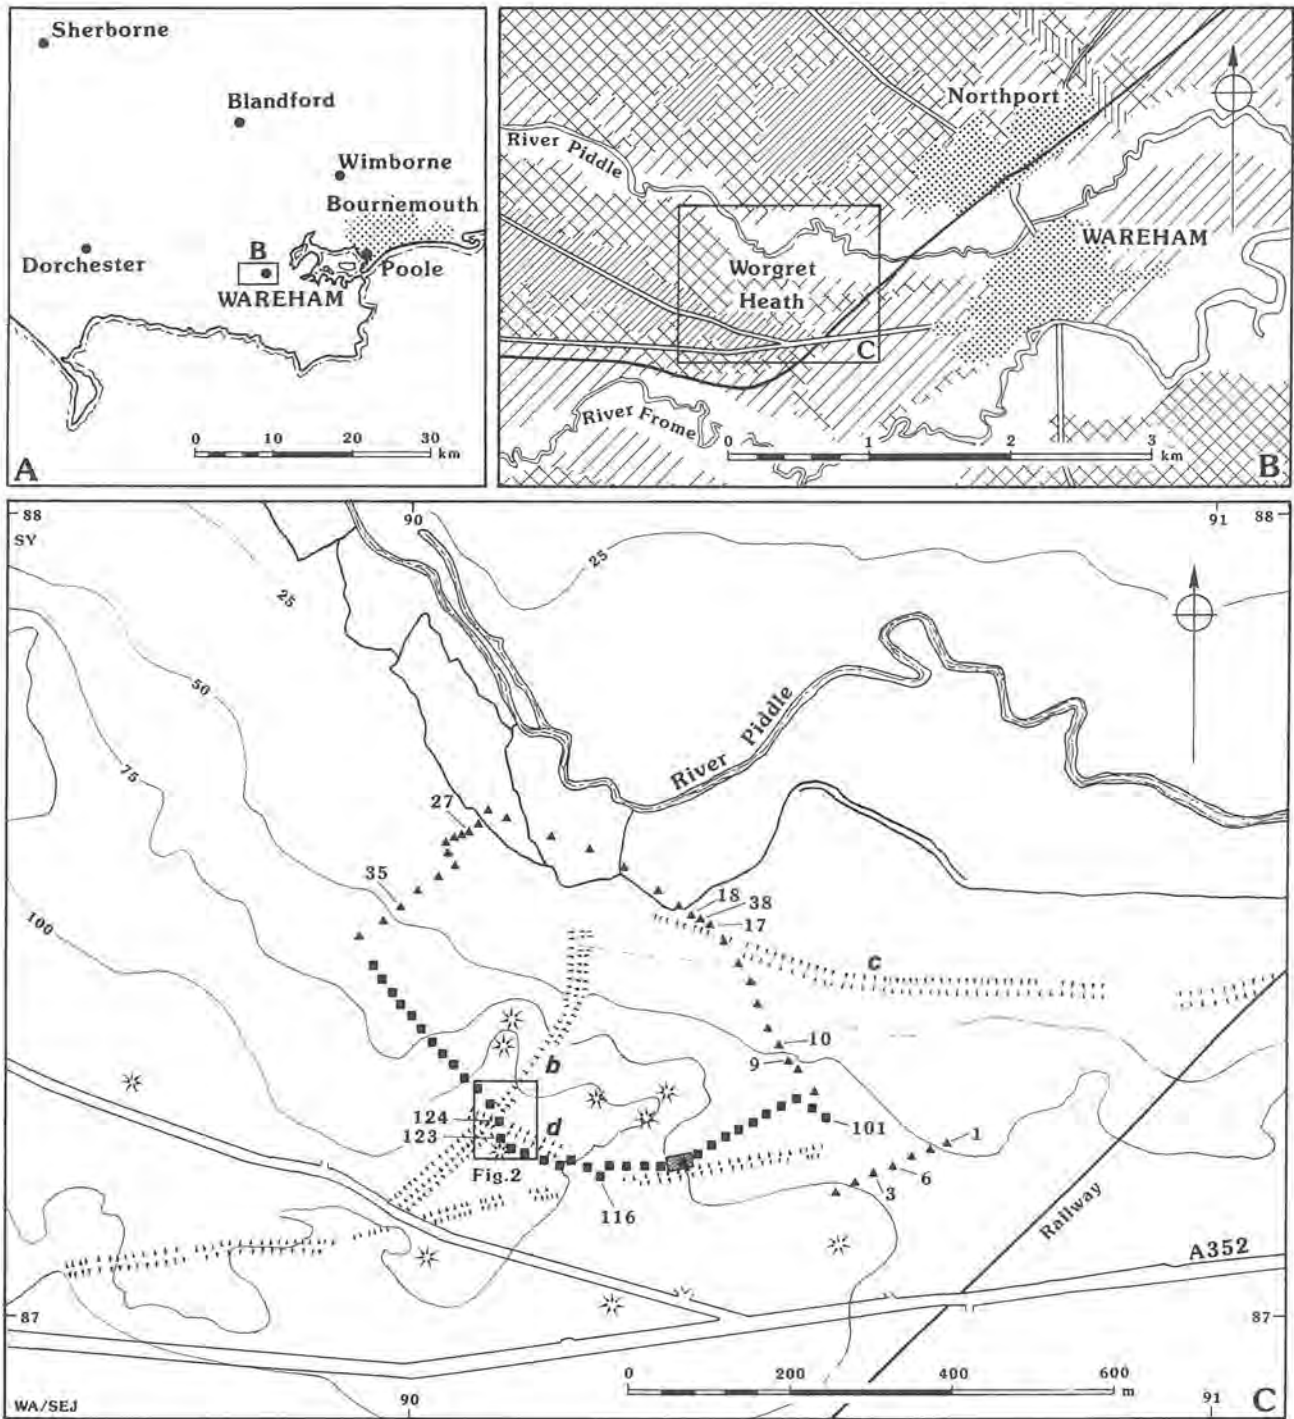 Sherborne
Blandford
Wimborne
Bournemouth
Dorchester
B
Poole
WAREHAM
0 10 20 30
km
A
Northport
River Piddle
WAREHAM
Worgret
Heath
C
River Frome
0 1 2 3
km
B
88
90
91
88
SY
25
25
50
River Piddle
75
27
35
18
38
17
100
c
10
9
b
124
d
123
101
1
Fig.2
6
3
116
Railway
A352
87
87
0 200 400 600
m
WA/SEJ
90
91
C